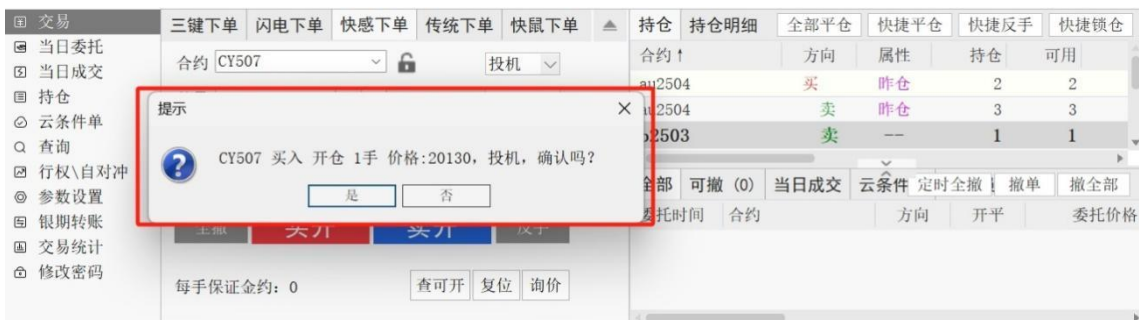 交易
当日委托
当日成交
持仓
云条件单
查询
行权\自对冲
参数设置
银期转账
交易统计
修改密码
三键下单 闪电下单 快感下单 传统下单 快鼠下单
合约 CY507 投机
提示
CY507 买入 开仓 1手 价格:20130, 投机, 确认吗?
是 否
全撤 买开 卖开 反手
每手保证金约: 0 查可开 复位 询价
持仓 持仓明细 全部平仓 快捷平仓 快捷反手 快捷锁仓
合约↑ 方向 属性 持仓 可用
au2504 买 昨仓 2 2
au2504 卖 昨仓 3 3
2503 卖 -- 1 1
全部 可撤 (0) 当日成交 云条件 定时全撤 撤单 撤全部
委托时间 合约 方向 开平 委托价格